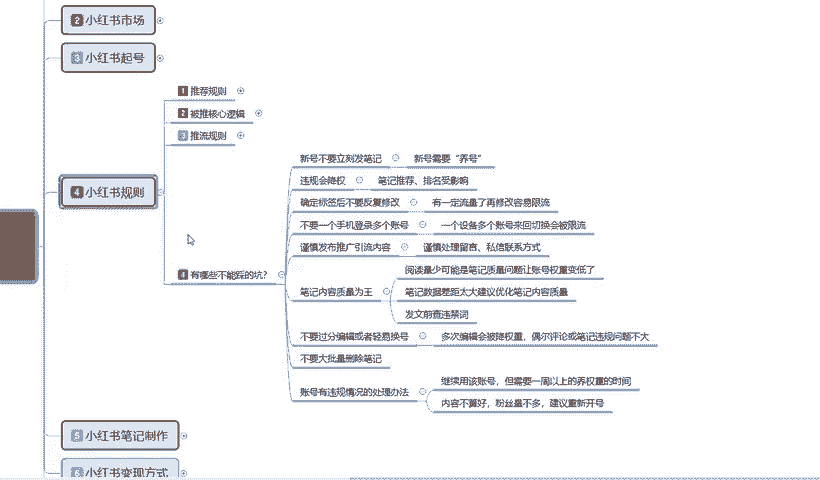 2 小红书市场
3 小红书起号
4 小红书规则
1 推荐规则
2 被推核心逻辑
3 推流规则
4 有哪些不能踩的坑？
新号不要立刻发笔记
新号需要“养号”
违规会降权
笔记推荐、排名受影响
确定标签后不要反复修改
有一定流量了再修改容易限流
不要一个手机登录多个账号
一个设备多个账号来回切换会被限流
谨慎发布推广引流内容
谨慎处理留言、私信联系方式
笔记内容质量为王
阅读量少可能是笔记质量问题让账号权重变低了
笔记数据差距太大建议优化笔记内容质量
发文前查违禁词
不要过分编辑或者轻易换号
多次编辑会被降权重，偶尔评论或笔记违规问题不大
不要大批量删除笔记
账号有违规情况的处理办法
继续用该账号，但需要一周以上的养权重的时间
内容不算好，粉丝量不多，建议重新开号
5 小红书笔记制作
6 小红书变现方式